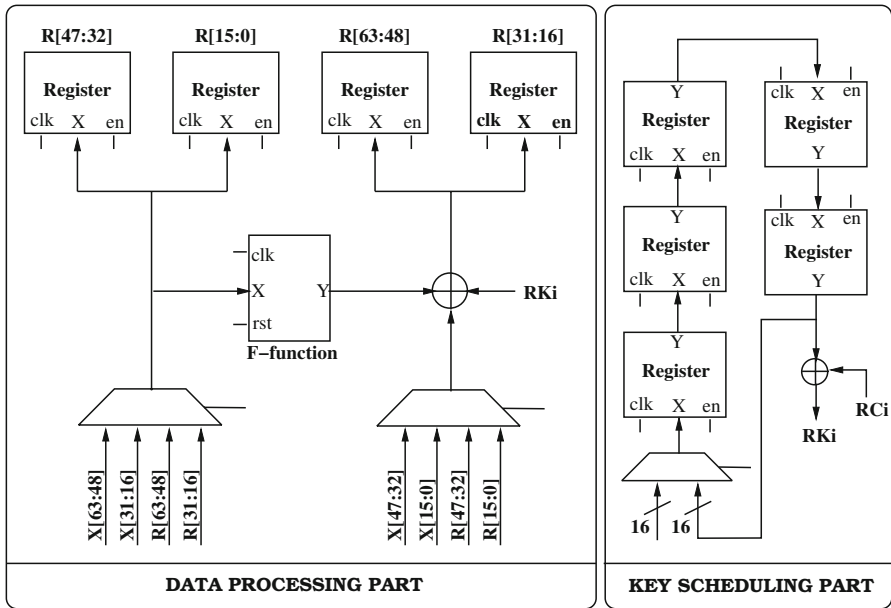 R[47:32] R[15:0] R[63:48] R[31:16]
Register Register Register Register
clk X en clk X en clk X en clk X en
clk
X Y
rst
F-function
RKi
X[63:48]
X[31:16]
R[63:48]
R[31:16]
X[47:32]
X[15:0]
R[47:32]
R[15:0]
DATA PROCESSING PART
Y
Register
clk X en
clk X en
Register
Y
Y
Register
clk X en
clk X en
Register
Y
Y
Register
clk X en
16 16
RCi
RKi
KEY SCHEDULING PART